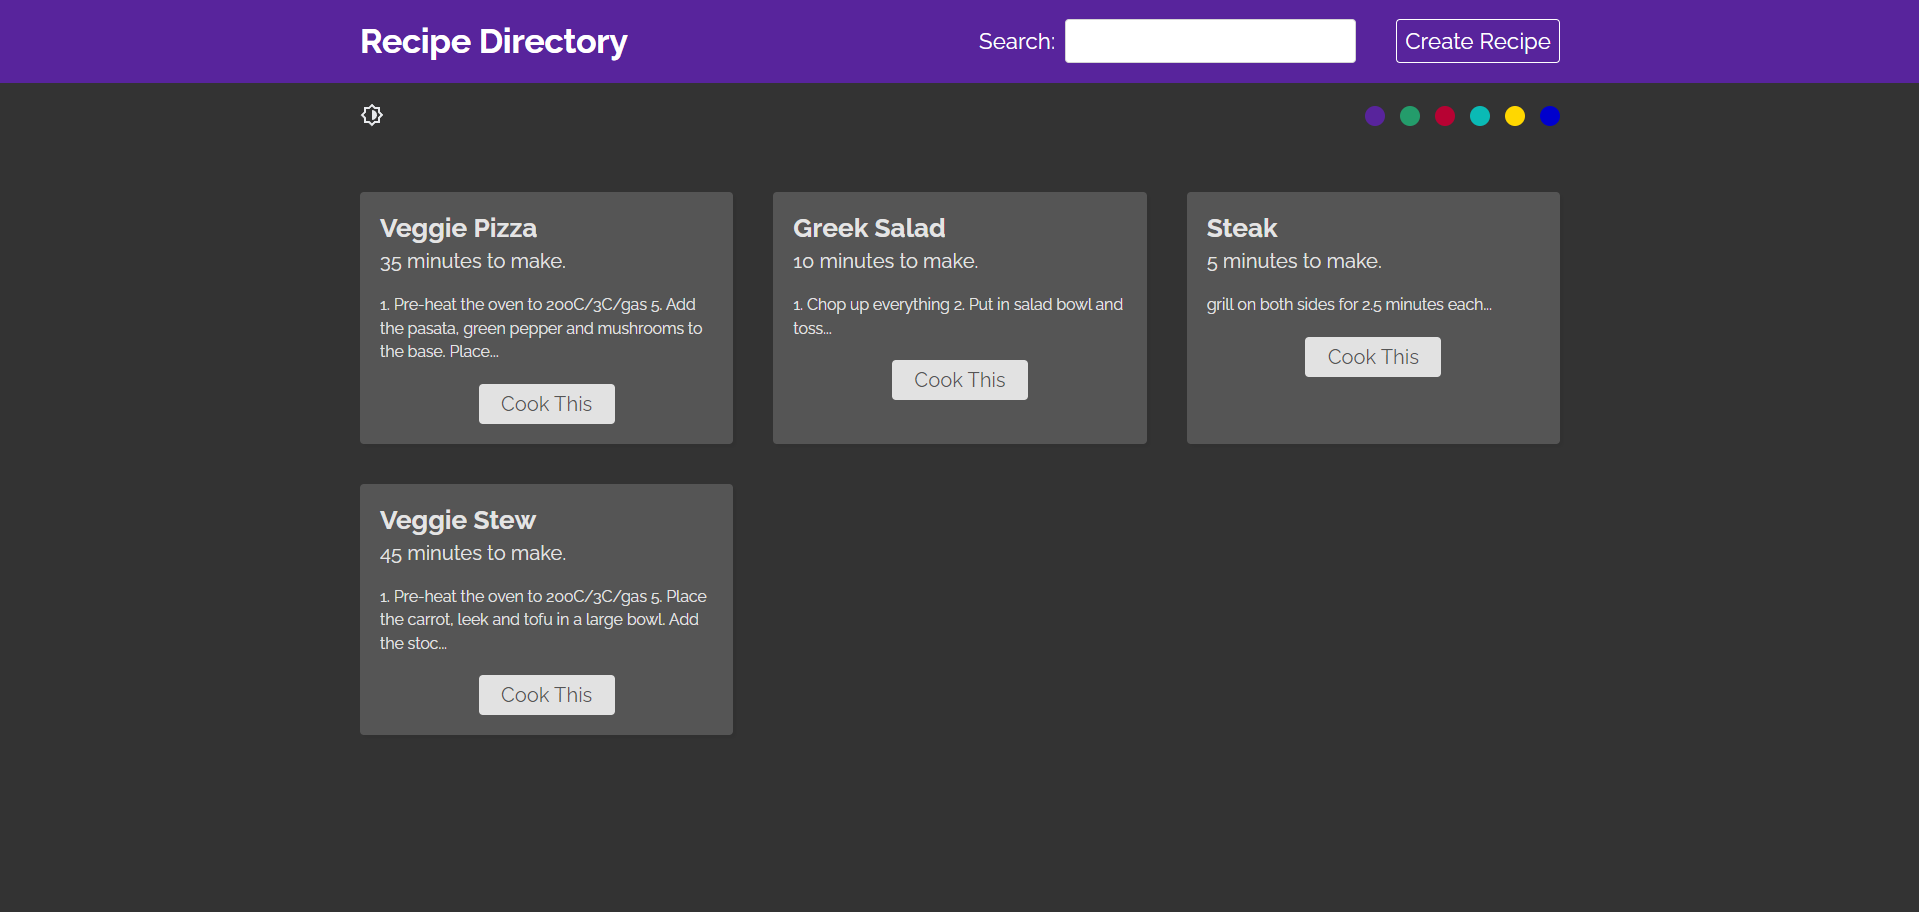 Recipe Directory
Search:
Create Recipe
Veggie Pizza
35 minutes to make.
1. Pre-heat the oven to 200C/3C/gas 5. Add
the pasata, green pepper and mushrooms to
the base. Place...
Cook This
Greek Salad
10 minutes to make.
1. Chop up everything 2. Put in salad bowl and
toss...
Cook This
Steak
5 minutes to make.
grill on both sides for 2.5 minutes each...
Cook This
Veggie Stew
45 minutes to make.
1. Pre-heat the oven to 200C/3C/gas 5. Place
the carrot, leek and tofu in a large bowl. Add
the stoc...
Cook This